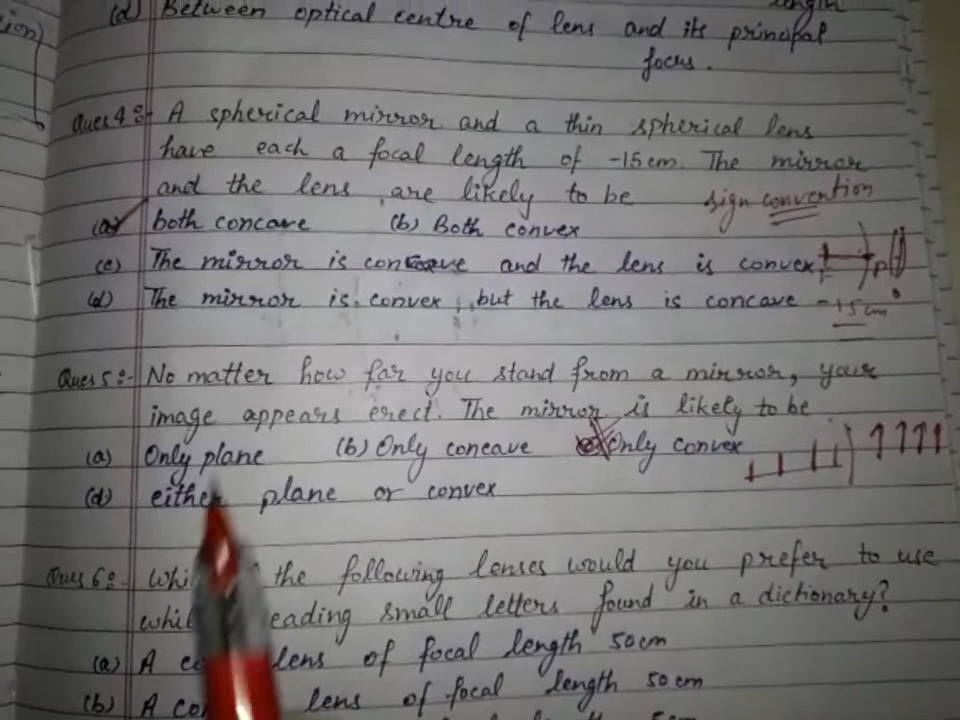 ion)
length
(d) Between optical centre of lens and its principal
focus.
Ques 4:- A spherical mirror and a thin spherical lens
have each a focal length of -15cm. The mirror
and the lens are likely to be sign convention
(a) both concave (b) Both convex
(c) The mirror is concave and the lens is convex. P
(d) The mirror is convex, but the lens is concave -15cm
Ques 5:- No matter how far you stand from a mirror, your
image appears erect. The mirror is likely to be
(a) Only plane (b) Only concave (c) Only convex
(d) either plane or convex
Ques 6:- the following lenses would you prefer to use
eading small letters found in a dictionary?
(a) A lens of focal length 50cm
(b) A lens of focal length 50cm
5cm